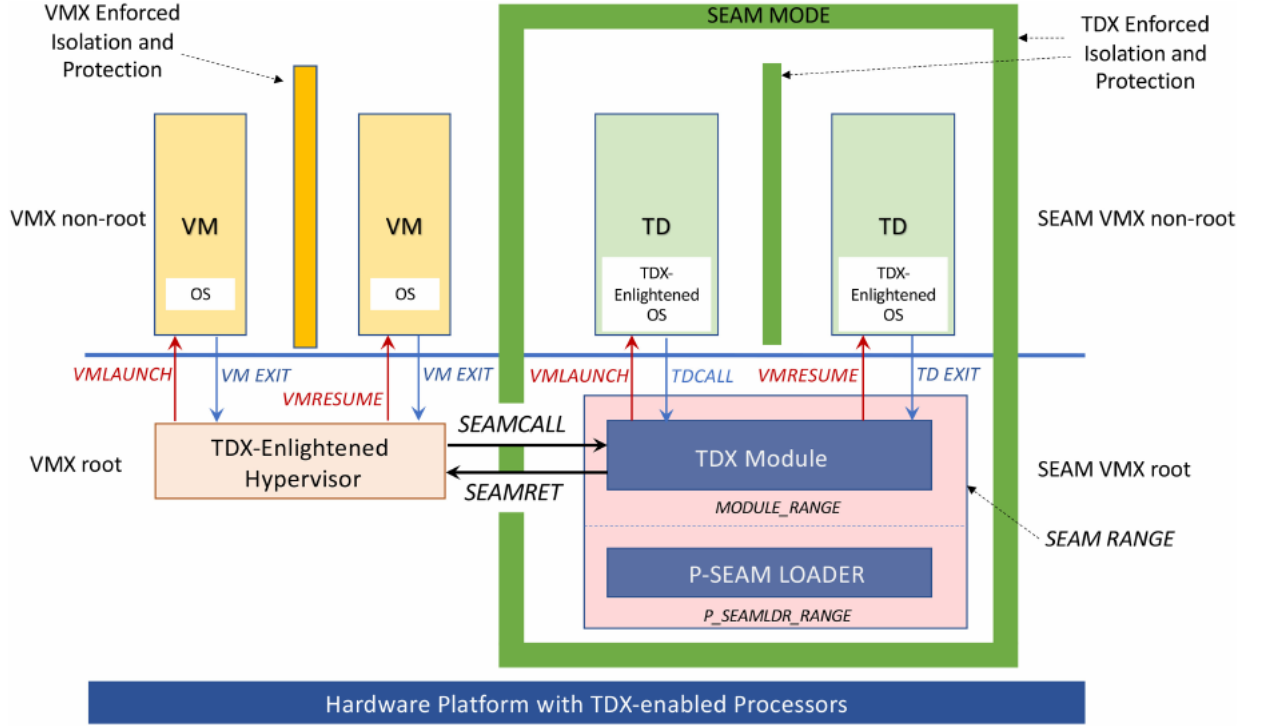 VMX Enforced
Isolation and
Protection
SEAM MODE
TDX Enforced
Isolation and
Protection
VMX non-root
VM
OS
VM
OS
TD
TDX-
Enlightened
OS
TD
TDX-
Enlightened
OS
SEAM VMX non-root
VMLAUNCH
VM EXIT
VMRESUME
VM EXIT
VMLAUNCH
TDCALL
VMRESUME
TD EXIT
VMX root
TDX-Enlightened
Hypervisor
SEAMCALL
SEAMRET
TDX Module
MODULE_RANGE
SEAM VMX root
SEAM RANGE
P-SEAM LOADER
P_SEAMLDR_RANGE
Hardware Platform with TDX-enabled Processors